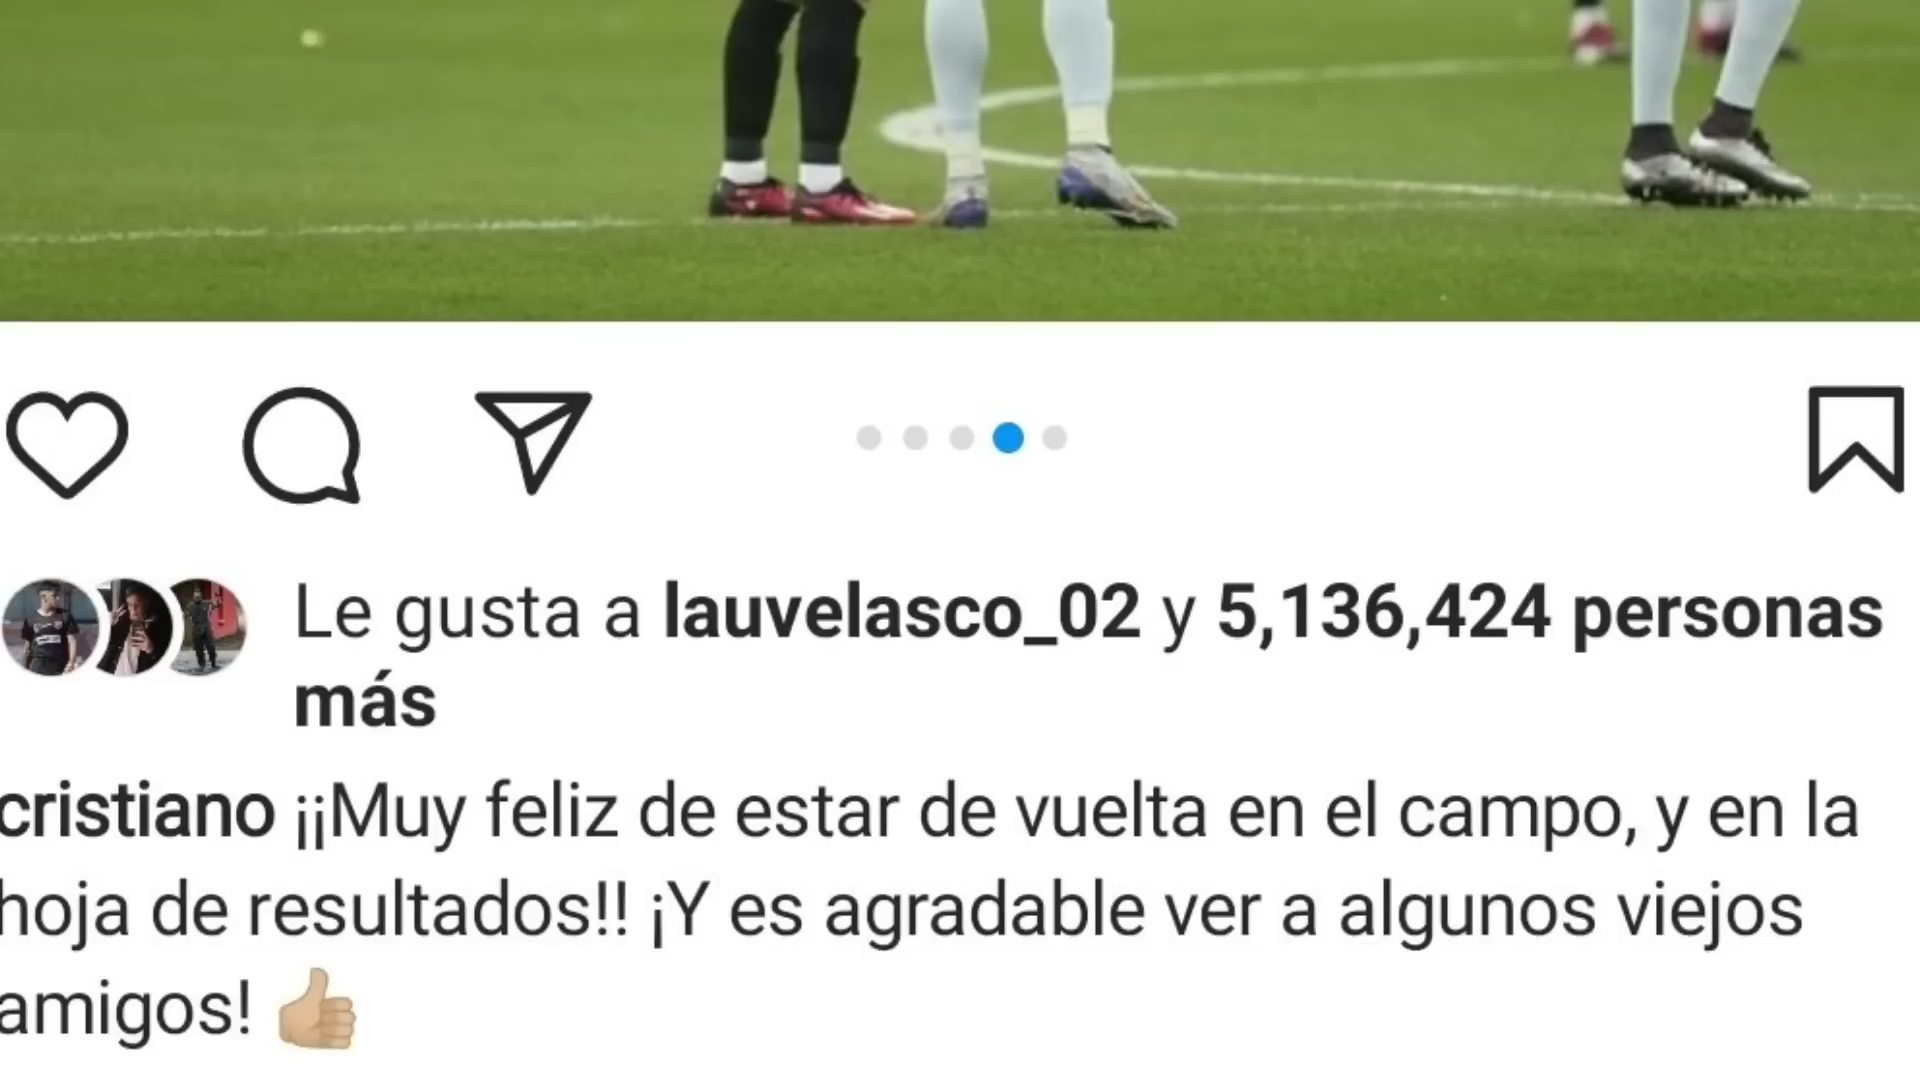 Le gusta a lauvelasco_02 y 5,136,424 personas
más
cristiano ¡¡Muy feliz de estar de vuelta en el campo, y en la
hoja de resultados!! ¡Y es agradable ver a algunos viejos
amigos! 👍🏼